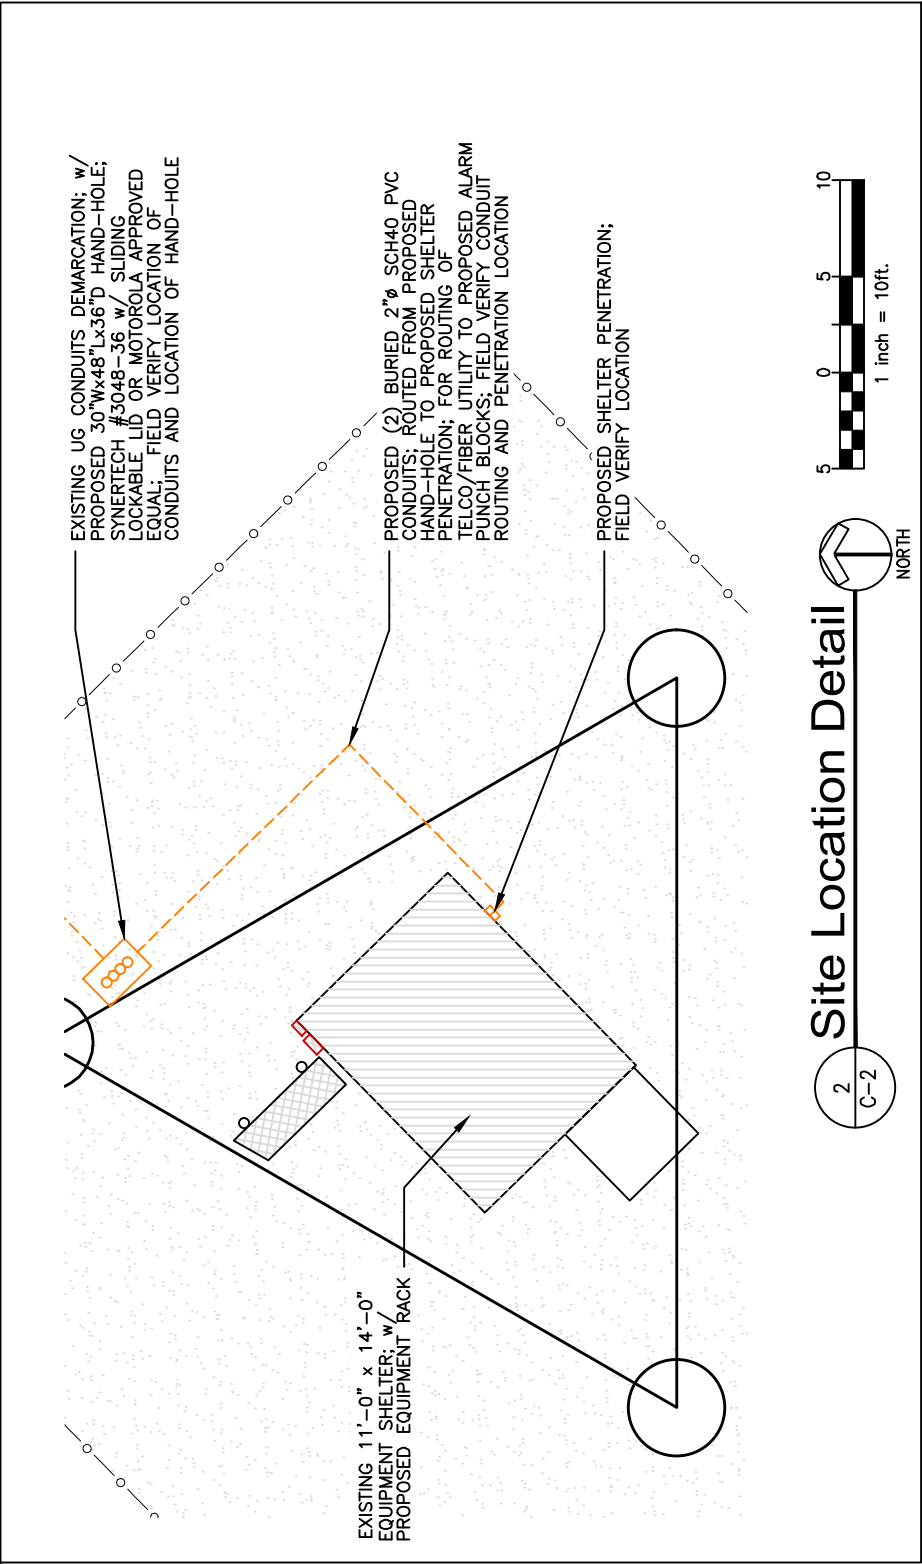 EXISTING UG CONDUITS DEMARCATION; w/
PROPOSED 30"Wx48"Lx36"D HAND-HOLE;
SYNERTECH #3048-36 w/ SLIDING
LOCKABLE LID OR MOTOROLA APPROVED
EQUAL; FIELD VERIFY LOCATION OF
CONDUITS AND LOCATION OF HAND-HOLE
PROPOSED (2) BURIED 2"ø SCH40 PVC
CONDUITS; ROUTED FROM PROPOSED
HAND-HOLE TO PROPOSED SHELTER
PENETRATION; FOR ROUTING OF
TELCO/FIBER UTILITY TO PROPOSED ALARM
PUNCH BLOCKS; FIELD VERIFY CONDUIT
ROUTING AND PENETRATION LOCATION
PROPOSED SHELTER PENETRATION;
FIELD VERIFY LOCATION
EXISTING 11'-0" x 14'-0"
EQUIPMENT SHELTER; w/
PROPOSED EQUIPMENT RACK
2
C-2
Site Location Detail
NORTH
5 0 5 10
1 inch = 10ft.